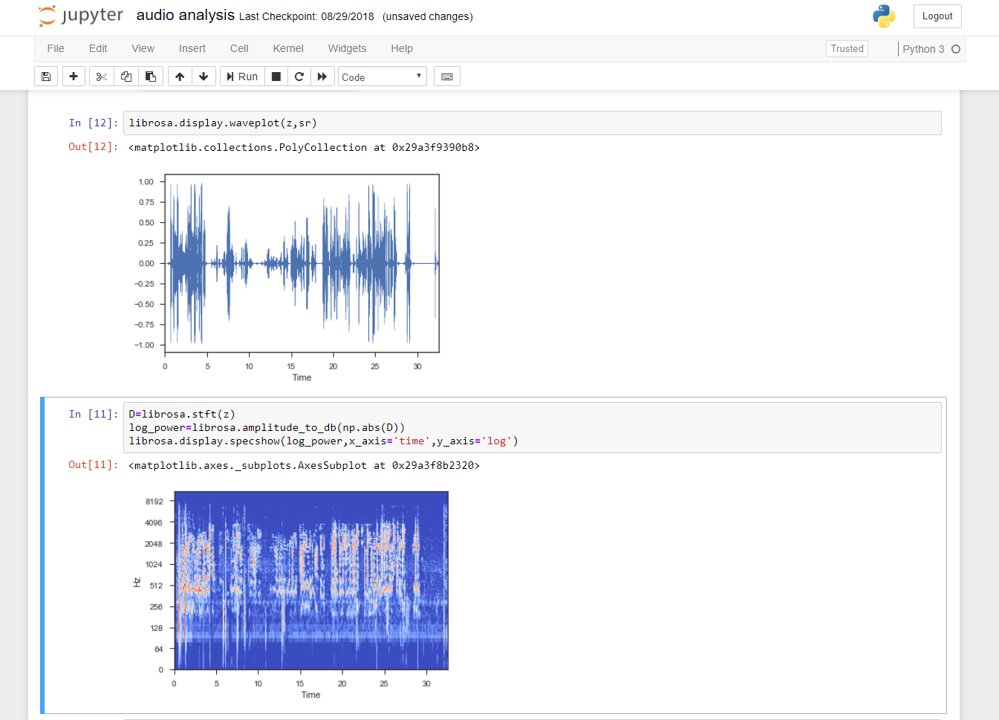 jupyter audio analysis Last Checkpoint: 08/29/2018 (unsaved changes) Logout
File Edit View Insert Cell Kernel Widgets Help Trusted Python 3
Run Code
In [12]: librosa.display.waveplot(z,sr)
Out[12]: <matplotlib.collections.PolyCollection at 0x29a3f9390b8>
1.00
0.75
0.50
0.25
0.00
−0.25
−0.50
−0.75
−1.00
0 5 10 15 20 25 30
Time
In [11]: D=librosa.stft(z)
log_power=librosa.amplitude_to_db(np.abs(D))
librosa.display.specshow(log_power,x_axis='time',y_axis='log')
Out[11]: <matplotlib.axes._subplots.AxesSubplot at 0x29a3f8b2320>
8192
4096
2048
1024
Hz
512
256
128
64
0
0 5 10 15 20 25 30
Time